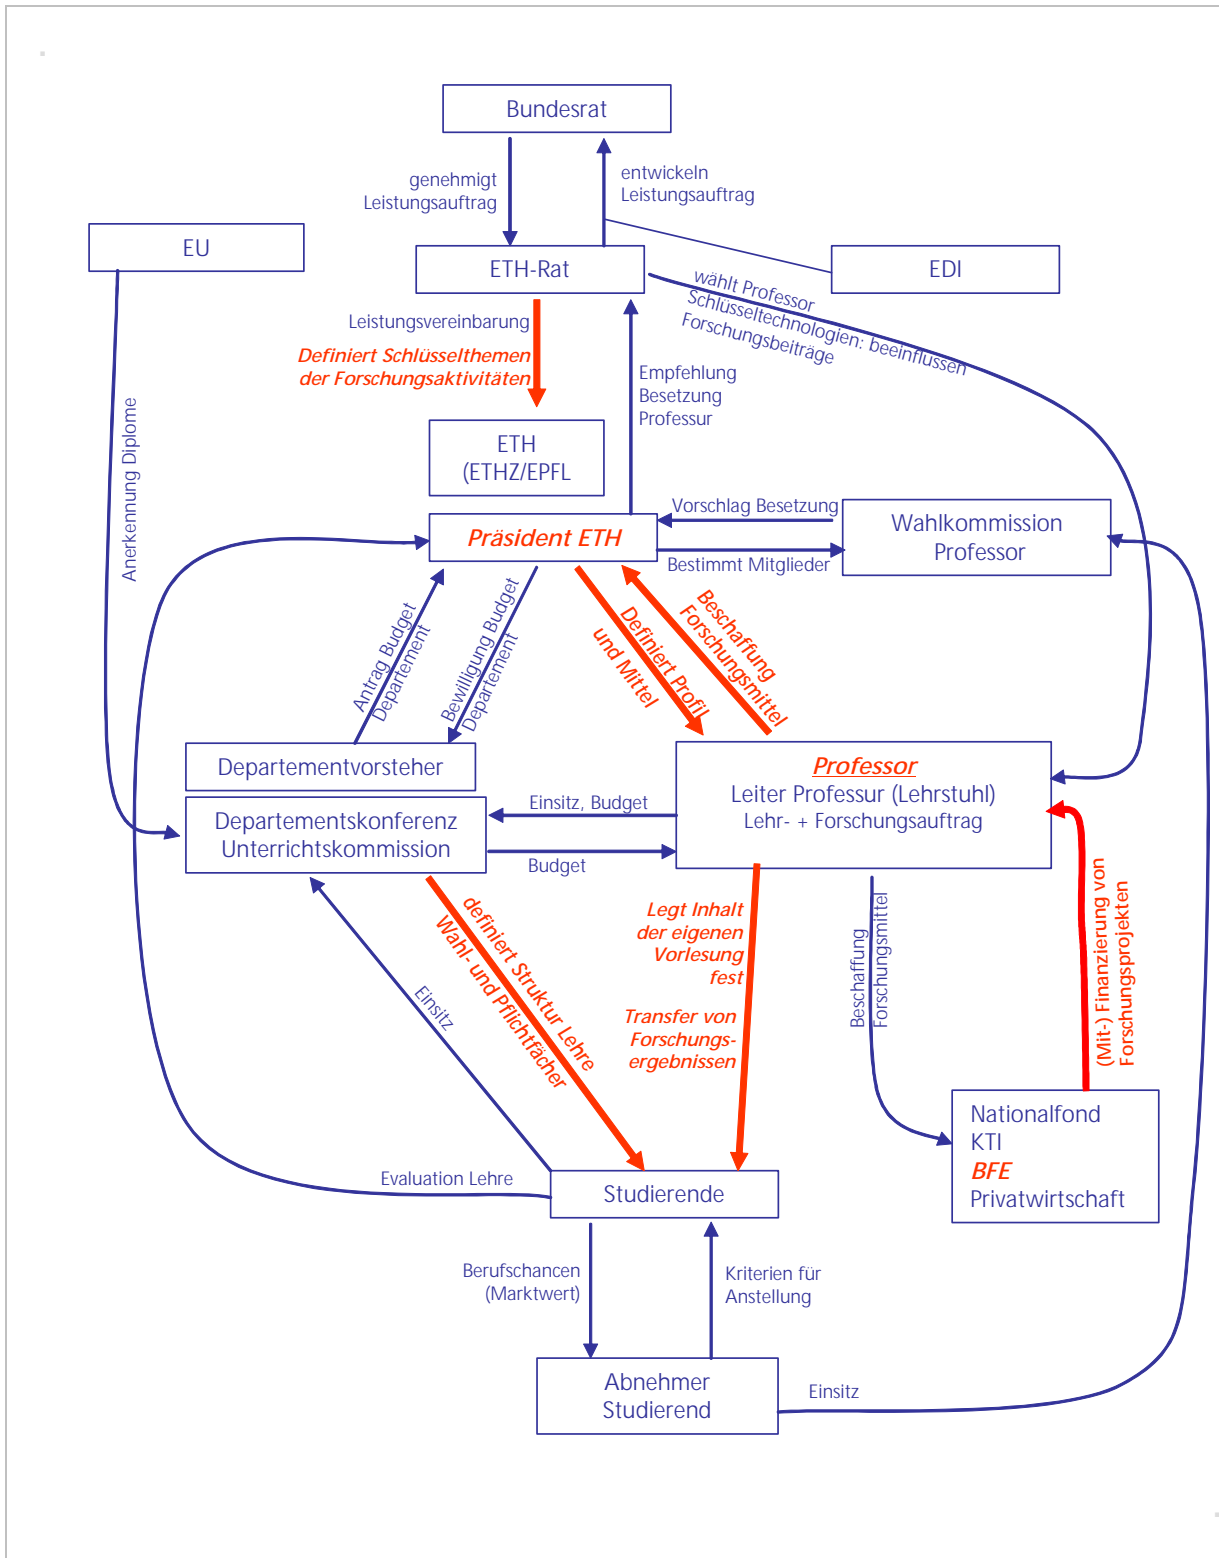 Bundesrat
genehmigt
Leistungsauftrag
entwickeln
Leistungsauftrag
EU
ETH-Rat
EDI
wählt Professor
Schlüsseltechnologien: beeinflussen
Forschungsbeiträge
Leistungsvereinbarung
Definiert Schlüsselthemen
der Forschungsaktivitäten
Empfehlung
Besetzung
Professur
Anerkennung Diplome
ETH
(ETHZ/EPFL
Präsident ETH
Vorschlag Besetzung
Bestimmt Mitglieder
Wahlkommission
Professor
Antrag Budget
Departement
Bewilligung Budget
Departement
Definiert Profil
und Mittel
Beschaffung
Forschungsmittel
Departementvorsteher
Departementskonferenz
Unterrichtskommission
Einsitz, Budget
Budget
Professor
Leiter Professur (Lehrstuhl)
Lehr- + Forschungsauftrag
definiert Struktur Lehre
Wahl- und Pflichtfächer
Einsitz
Legt Inhalt
der eigenen
Vorlesung
fest
Transfer von
Forschungs-
ergebnissen
Beschaffung
Forschungsmittel
(Mit-) Finanzierung von
Forschungsprojekten
Nationalfond
KTI
BFE
Privatwirtschaft
Evaluation Lehre
Studierende
Berufschancen
(Marktwert)
Kriterien für
Anstellung
Abnehmer
Studierend
Einsitz